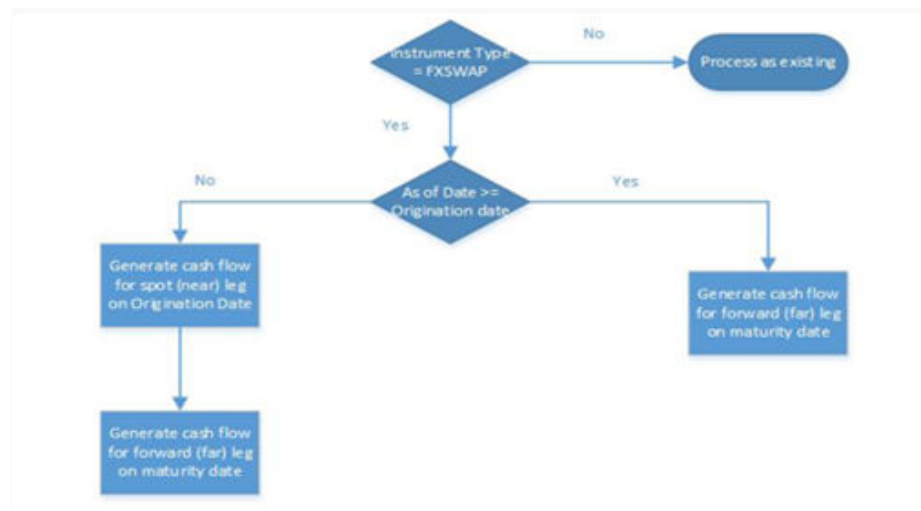 Instrument Type
= FXSWAP
No
Process as existing
Yes
As of Date >=
Origination date
No
Yes
Generate cash flow
for spot (near) leg
on Origination Date
Generate cash flow
for forward (far) leg
on maturity date
Generate cash flow
for forward (far) leg
on maturity date